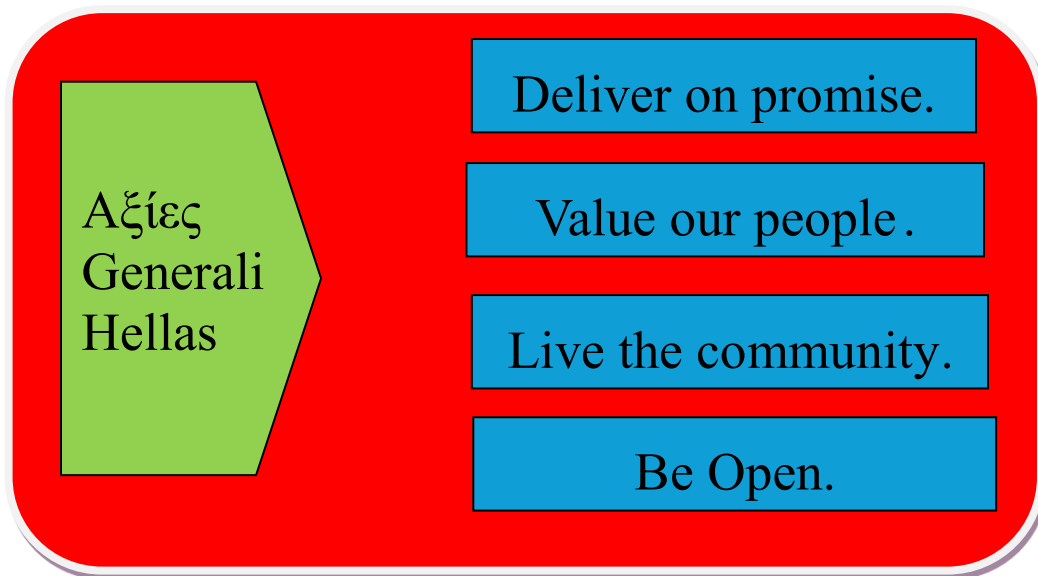 Αξίες
Generali
Hellas
Deliver on promise.
Value our people.
Live the community.
Be Open.